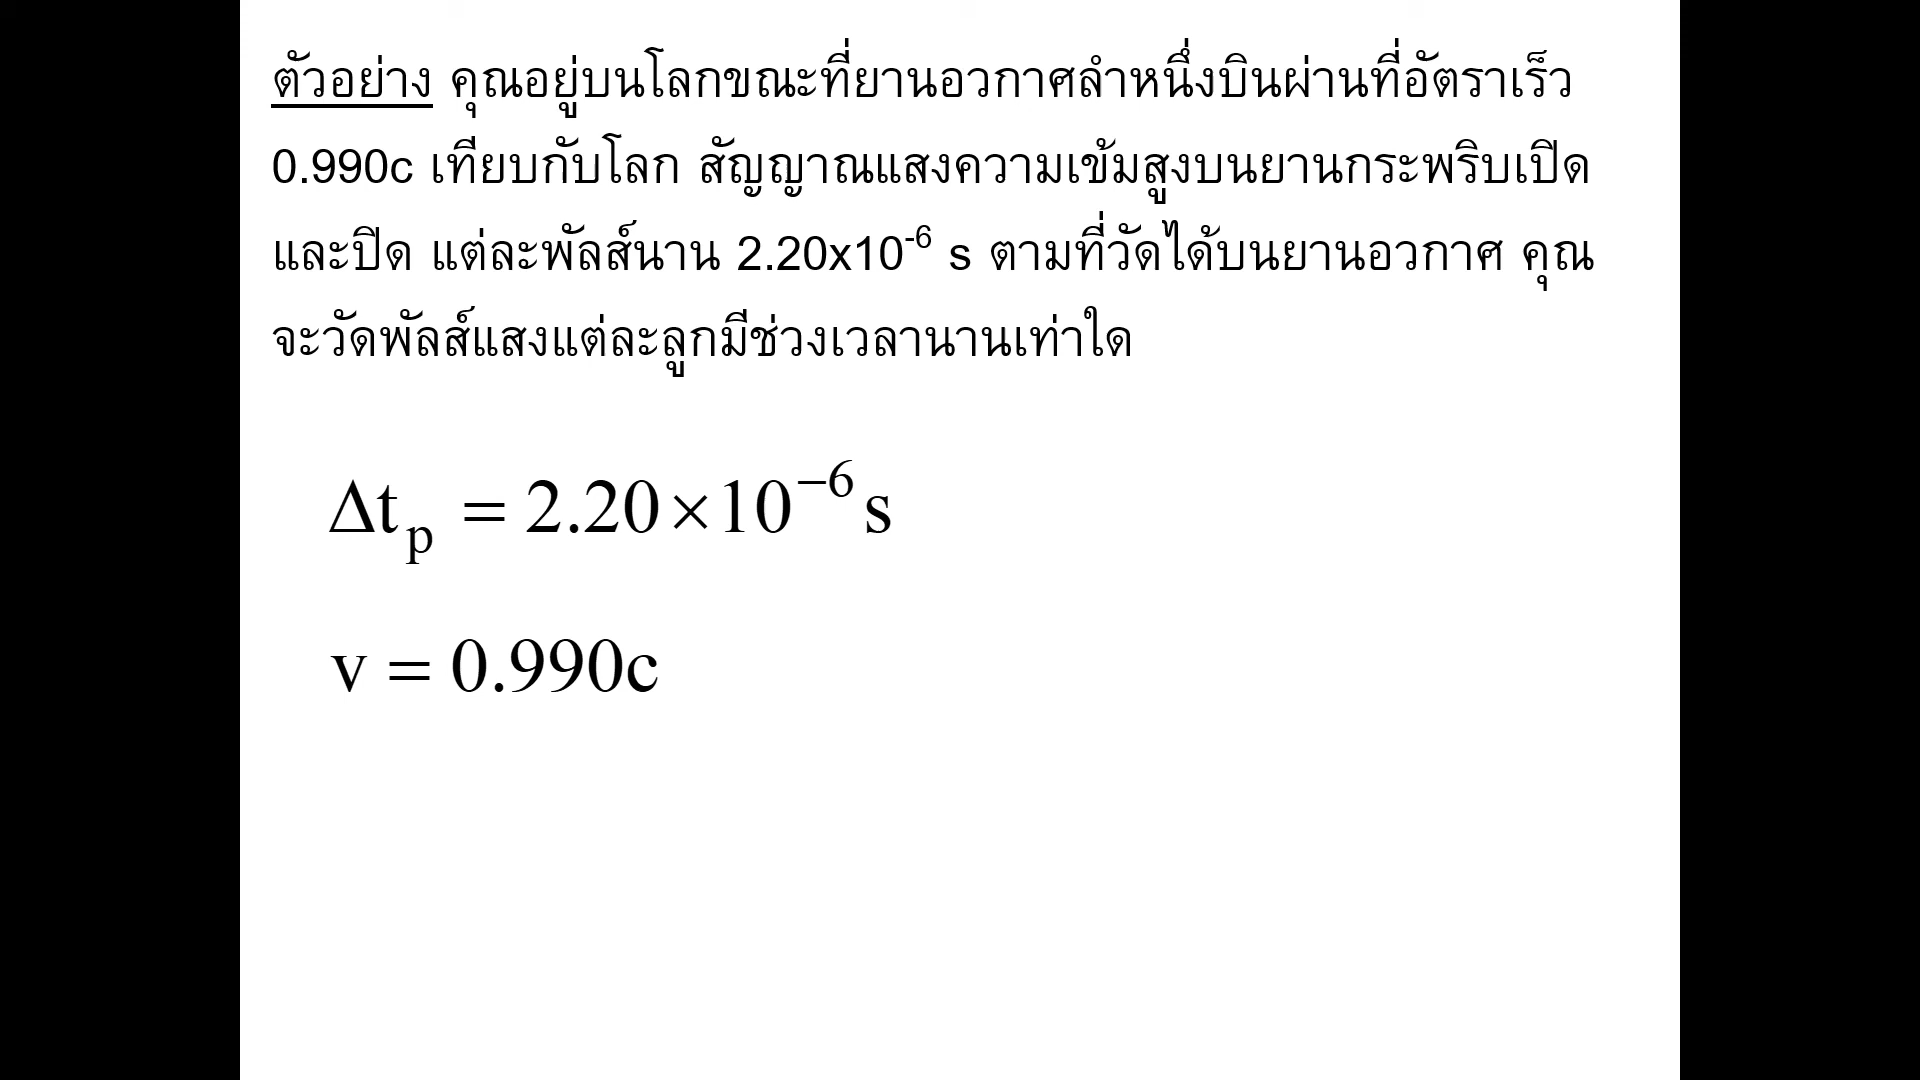 ตัวอย่าง คุณอยู่บนโลกขณะที่ยานอวกาศลำหนึ่งบินผ่านที่อัตราเร็ว
0.990c เทียบกับโลก สัญญาณแสงความเข้มสูงบนยานกระพริบเปิด
และปิด แต่ละพัลส์นาน 2.20x10⁻⁶ s ตามที่วัดได้บนยานอวกาศ คุณ
จะวัดพัลส์แสงแต่ละลูกมีช่วงเวลานานเท่าใด
Δtₚ = 2.20×10⁻⁶ s
v = 0.990c